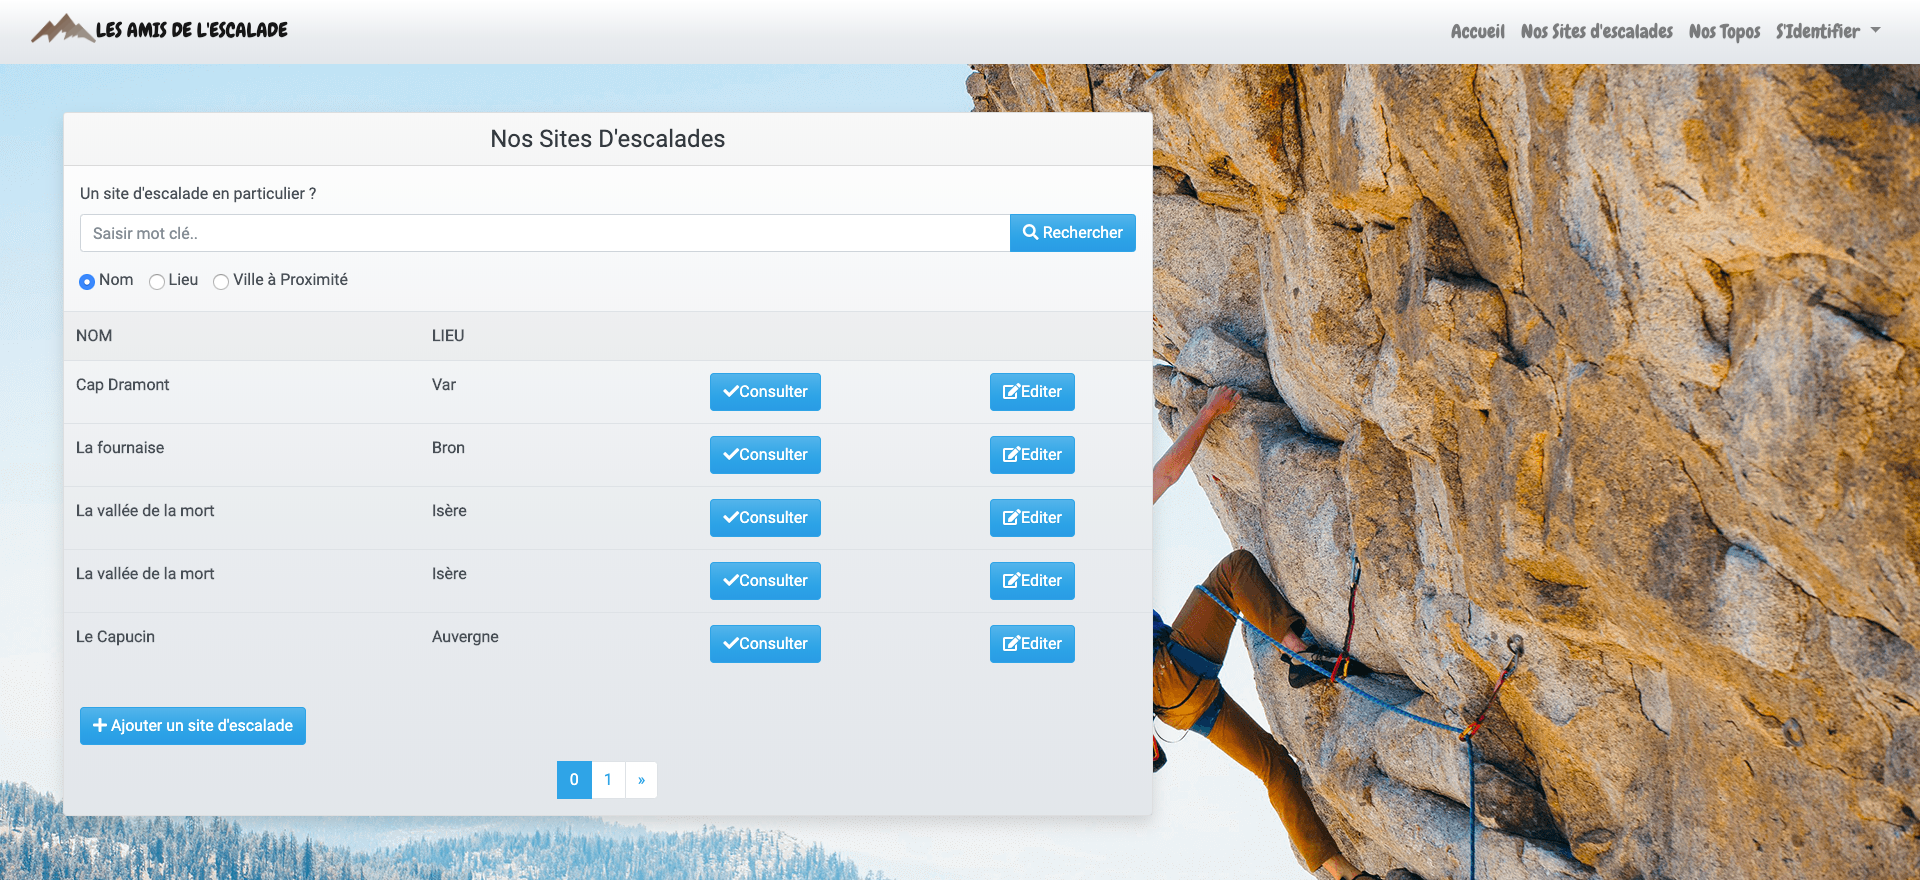 LES AMIS DE L'ESCALADE
Accueil Nos Sites d'escalades Nos Topos S'Identifier
Nos Sites D'escalades
Un site d'escalade en particulier ?
Saisir mot clé.. Rechercher
Nom Lieu Ville à Proximité
NOM LIEU
Cap Dramont Var Consulter Editer
La fournaise Bron Consulter Editer
La vallée de la mort Isère Consulter Editer
La vallée de la mort Isère Consulter Editer
Le Capucin Auvergne Consulter Editer
+ Ajouter un site d'escalade
0 1 »